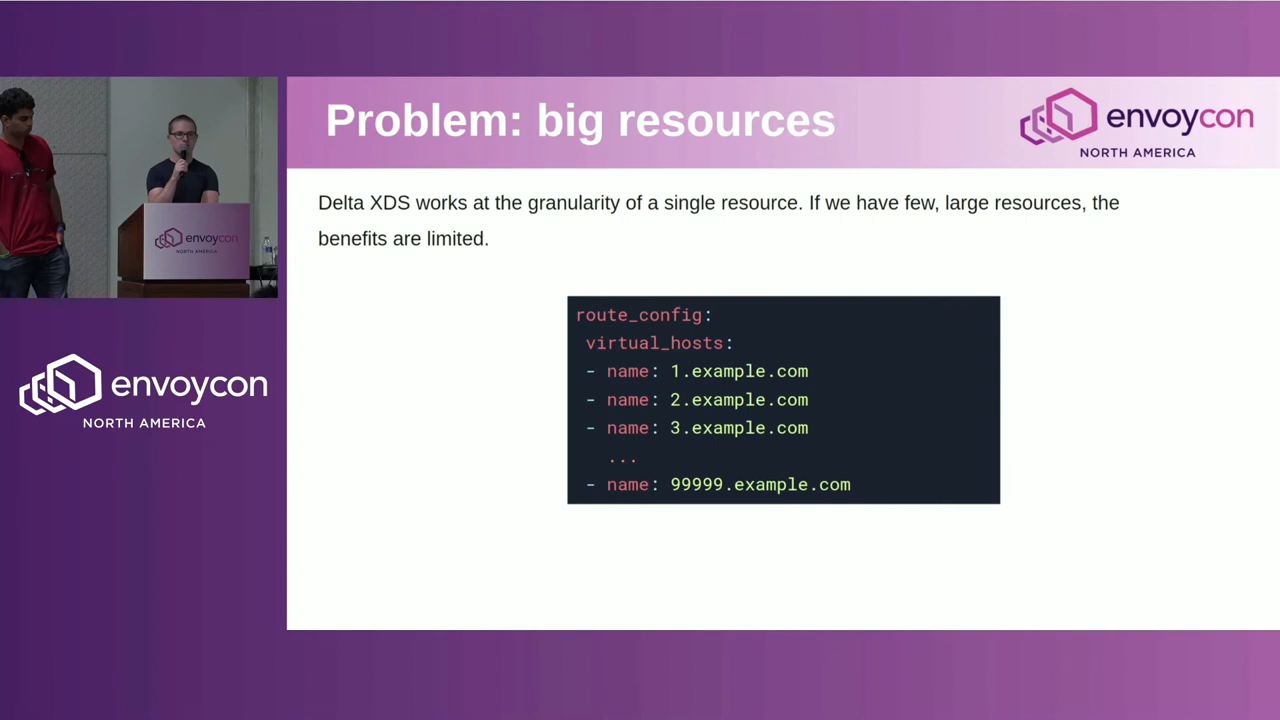 Problem: big resources
envoycon
NORTH AMERICA
Delta XDS works at the granularity of a single resource. If we have few, large resources, the
benefits are limited.
route_config:
virtual_hosts:
- name: 1.example.com
- name: 2.example.com
- name: 3.example.com
...
- name: 99999.example.com
envoycon
NORTH AMERICA
envoycon
NORTH AMERICA